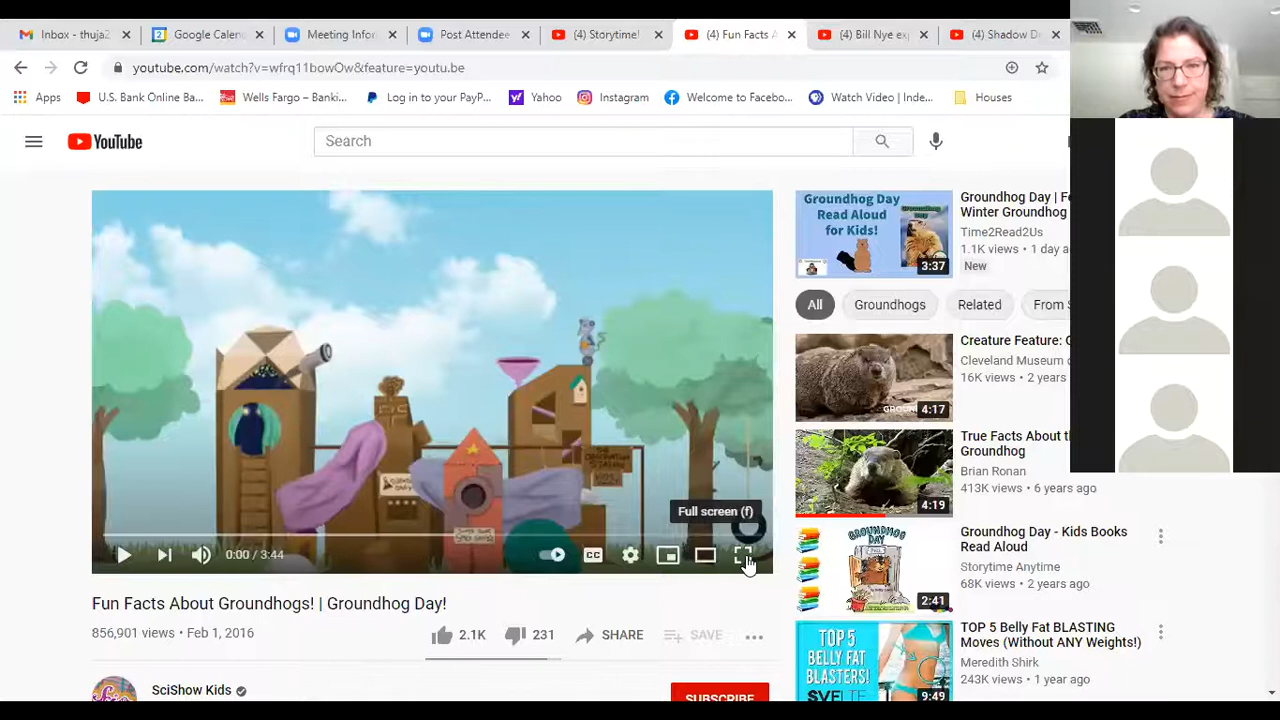 Inbox - thuja2
Google Calen
Meeting Info
Post Attendee
(4) Storytime!
(4) Fun Facts A
(4) Bill Nye exp
(4) Shadow D
youtube.com/watch?v=wfrq11bowOw&feature=youtu.be
Apps
U.S. Bank Online Ba...
Wells Fargo – Banki...
Log in to your PayP...
Yahoo
Instagram
Welcome to Facebo...
Watch Video | Inde...
Houses
YouTube
Search
Full screen (f)
0:00 / 3:44
CC
Fun Facts About Groundhogs! | Groundhog Day!
856,901 views • Feb 1, 2016
2.1K
231
SHARE
SAVE
SciShow Kids
SUBSCRIBE
Groundhog Day
Read Aloud
for Kids!
3:37
Groundhog Day | F
Winter Groundhog
Time2Read2Us
1.1K views • 1 day a
New
All
Groundhogs
Related
From S
4:17
Creature Feature: G
Cleveland Museum o
16K views • 2 years
4:19
True Facts About th
Groundhog
Brian Ronan
413K views • 6 years ago
GROUNDHOG
DAY
2:41
Groundhog Day - Kids Books
Read Aloud
Storytime Anytime
68K views • 2 years ago
TOP 5
BELLY FAT
BLASTERS!
SVELTE
9:49
TOP 5 Belly Fat BLASTING
Moves (Without ANY Weights!)
Meredith Shirk
243K views • 1 year ago